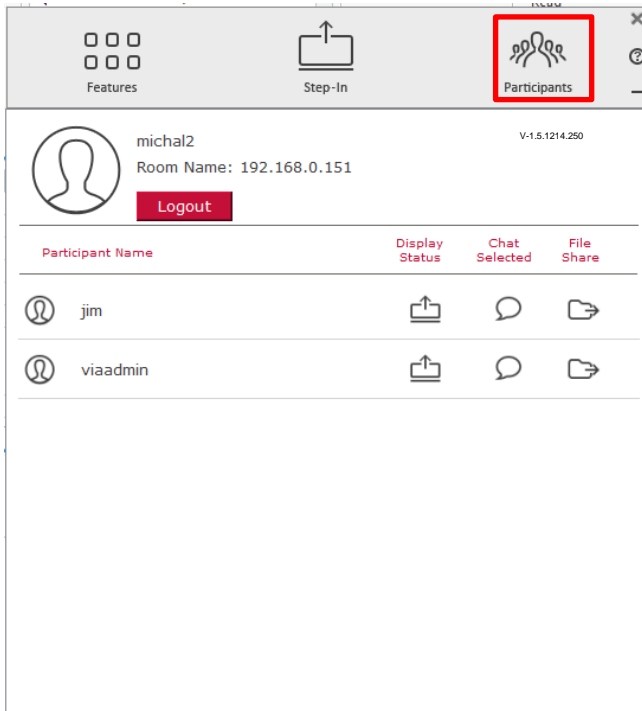 Features
Step-In
Participants
michal2
V-1.5.1214.250
Room Name: 192.168.0.151
Logout
Participant Name
Display Status
Chat Selected
File Share
jim
viaadmin